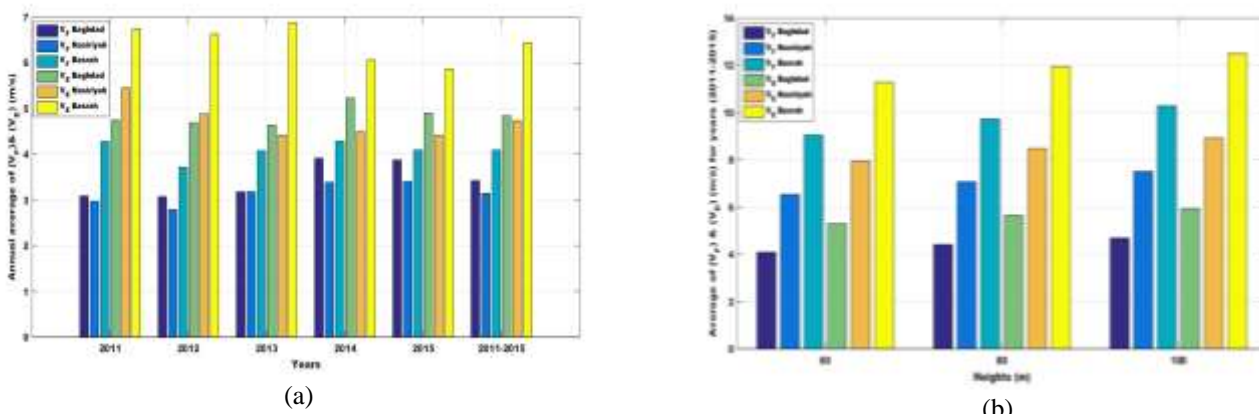 Annual average of (V_F) & (V_E) (m/s)
7
6
5
4
3
2
1
0
V_F Baghdad
V_F Nasiriyah
V_F Basrah
V_E Baghdad
V_E Nasiriyah
V_E Basrah
2011 2012 2013 2014 2015 2011-2015
Years
(a)
Average of (V_F) & (V_E) (m/s) for years (2011-2015)
14
12
10
8
6
4
2
0
V_F Baghdad
V_F Nasiriyah
V_F Basrah
V_E Baghdad
V_E Nasiriyah
V_E Basrah
100
Heights (m)
(b)